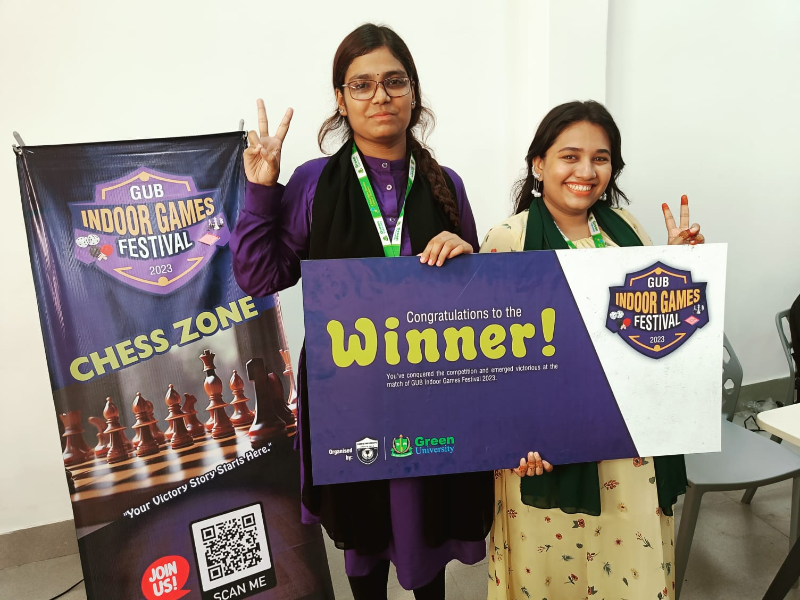 GUB
INDOOR GAMES
FESTIVAL
2023
CHESS ZONE
"Your Victory Story Starts Here."
JOIN
US!
SCAN ME
Congratulations to the
Winner!
You've conquered the competition and emerged victorious at the
match of GUB Indoor Games Festival 2023.
Organised
by:
Green
University
GUB
INDOOR GAMES
FESTIVAL
2023